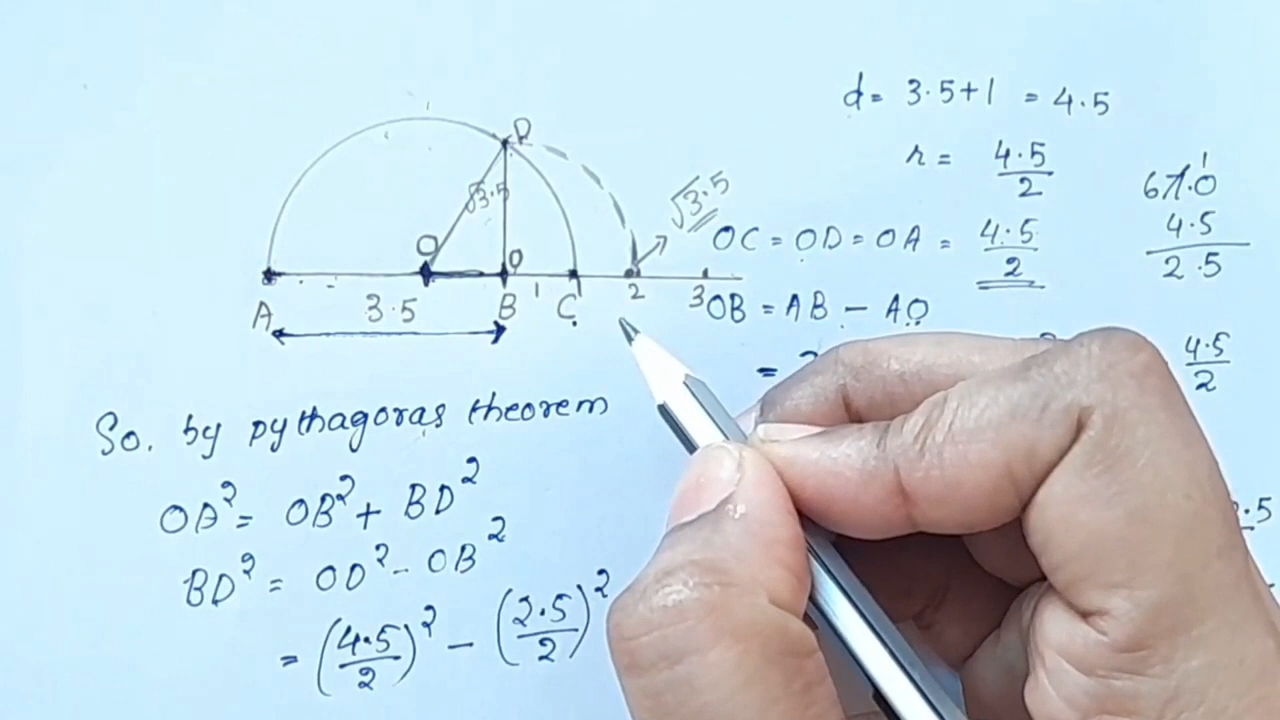 d = 3.5+1 = 4.5
r = 4.5/2
6 7.10
4.5
2.5
D
√3.5
√3.5
O
0
A
3.5
B
1
C
2
3
OC = OD = OA = 4.5/2
OB = AB - AO
=
4.5/2
So. by pythagoras theorem
OD² = OB² + BD²
BD² = OD² - OB²
= (4.5/2)² - (2.5/2)²